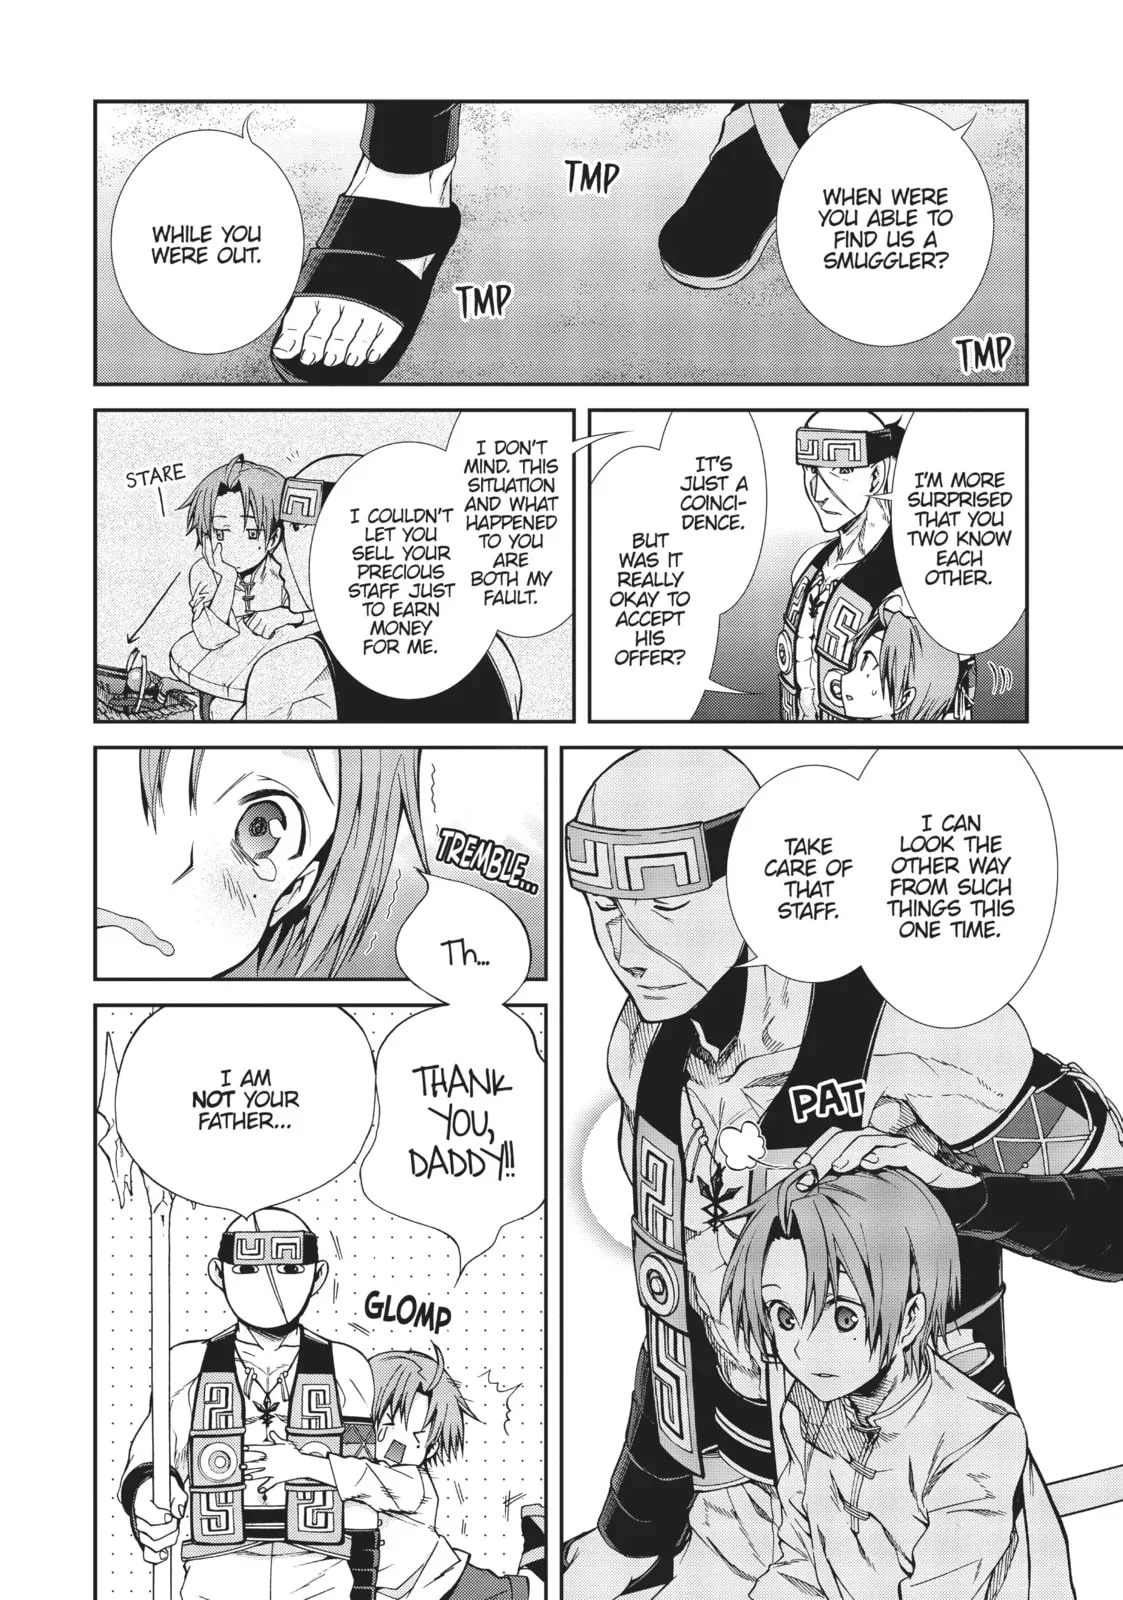 WHEN WERE
YOU ABLE TO
FIND US A
SMUGGLER?
TMP
TMP
TMP
WHILE YOU
WERE OUT.
I'M MORE
SURPRISED
THAT YOU
TWO KNOW
EACH
OTHER.
IT'S
JUST A
COINCI-
DENCE.
BUT
WAS IT
REALLY
OKAY TO
ACCEPT
HIS
OFFER?
I DON'T
MIND. THIS
SITUATION
AND WHAT
HAPPENED
TO YOU
ARE
BOTH MY
FAULT.
I COULDN'T
LET YOU
SELL YOUR
PRECIOUS
STAFF JUST
TO EARN
MONEY
FOR ME.
STARE
I CAN
LOOK THE
OTHER WAY
FROM SUCH
THINGS THIS
ONE TIME.
TAKE
CARE OF
THAT
STAFF.
PAT
TREMBLE...
Th...
THANK
YOU,
DADDY!!
GLOMP
I AM
NOT YOUR
FATHER...